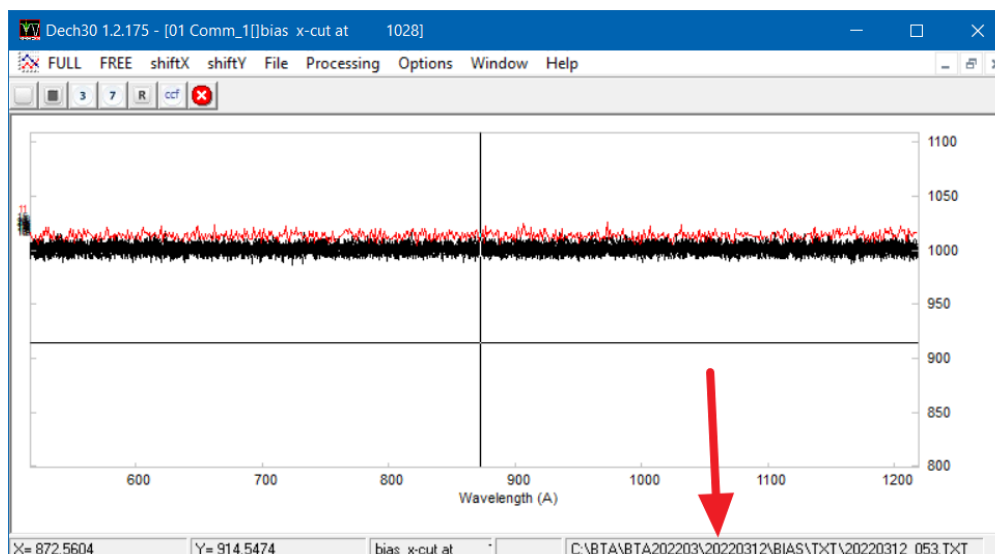 Dech30 1.2.175 - [01 Comm_1[]bias x-cut at 1028]
FULL FREE shiftX shiftY File Processing Options Window Help
3 7 R ccf
1100
1050
1000
950
900
850
800
600 700 800 900 1000 1100 1200
Wavelength (A)
X= 872.5604 Y= 914.5474 bias x-cut at C:\BTA\BTA202203\20220312\BIAS\TXT\20220312_053.TXT